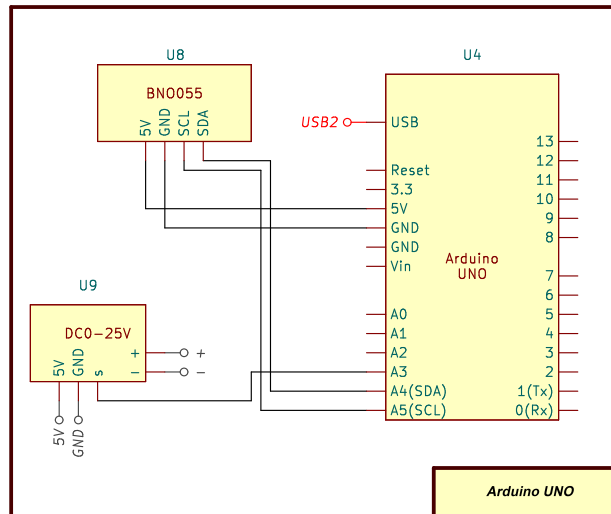 U8
BNO055
5V GND SCL SDA
U4
USB2
USB
Reset
3.3
5V
GND
GND
Vin
A0
A1
A2
A3
A4(SDA)
A5(SCL)
Arduino
UNO
13
12
11
10
9
8
7
6
5
4
3
2
1(Tx)
0(Rx)
U9
DC0-25V
5V GND s + -
+
-
5V GND
Arduino UNO